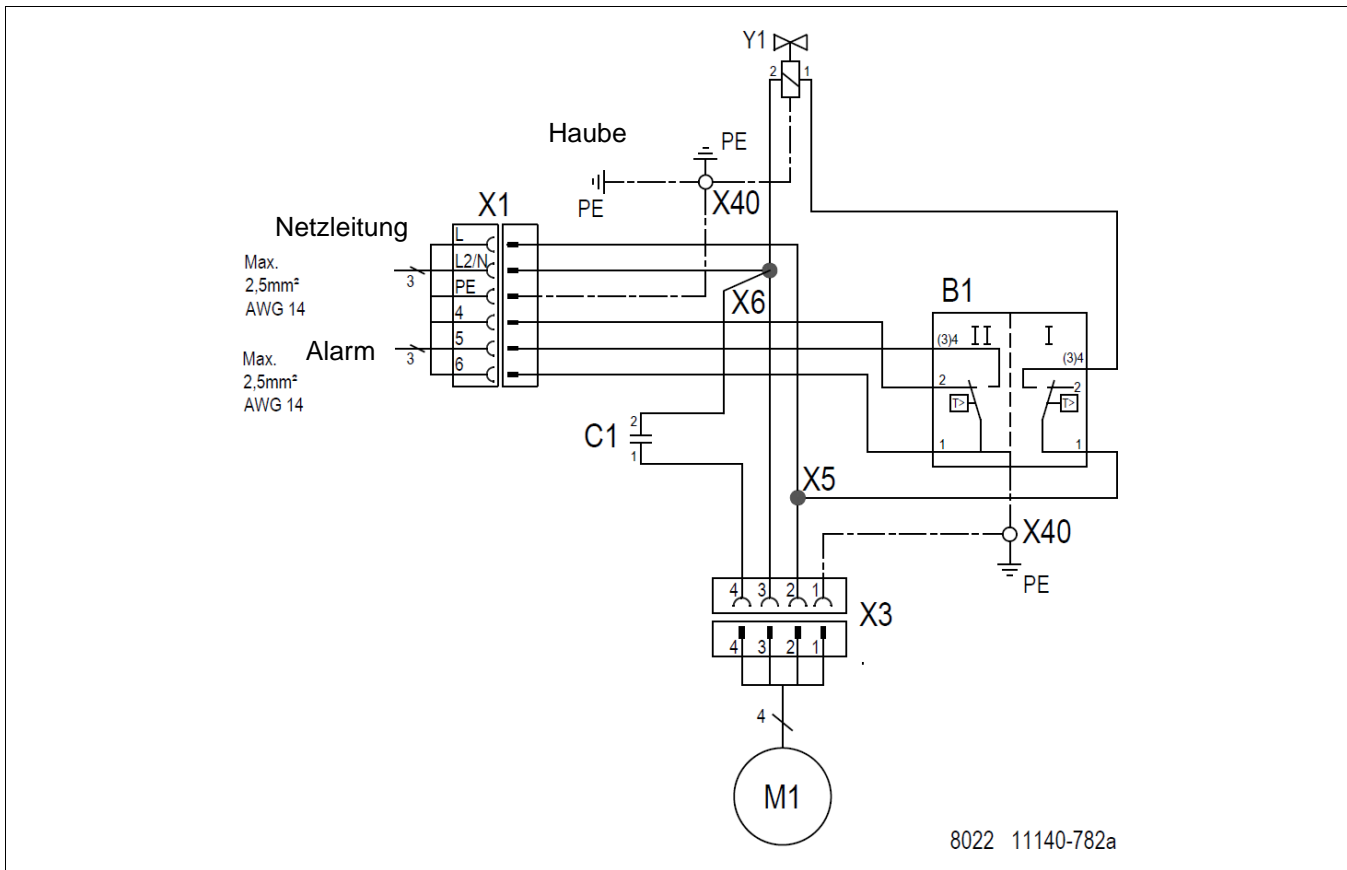 Y1
2 1
Haube
PE
PE
X40
X1
Netzleitung
Max.
2,5mm²
AWG 14
3
L
L2/N
PE
4
5
6
Alarm
Max.
2,5mm²
AWG 14
3
X6
B1
II I
(3)4
(3)4
2
2
T>
T>
1
1
C1
2
1
X5
X40
PE
4 3 2 1
X3
4 3 2 1
4
M1
8022 11140-782a